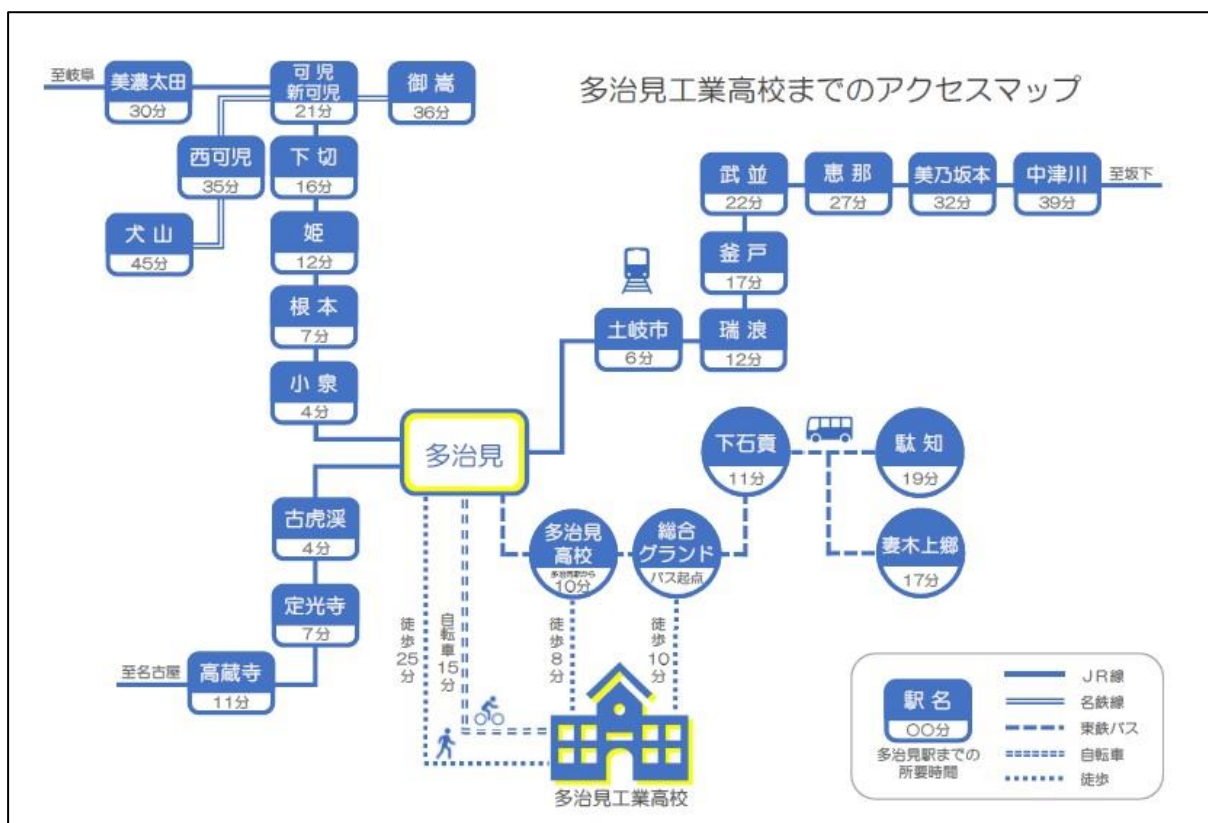 多治見工業高校までのアクセスマップ
至岐阜
美濃太田
30分
可児
新可児
21分
御嵩
36分
西可児
35分
下切
16分
犬山
45分
姫
12分
根本
7分
小泉
4分
武並
22分
恵那
27分
美乃坂本
32分
中津川
39分
至坂下
釜戸
17分
土岐市
6分
瑞浪
12分
多治見
下石貢
11分
駄知
19分
古虎渓
4分
多治見
高校
多治見駅から
10分
総合
グランド
バス起点
妻木上郷
17分
定光寺
7分
至名古屋
高蔵寺
11分
徒歩25分
自転車15分
徒歩8分
徒歩10分
多治見工業高校
駅名
〇〇分
多治見駅までの
所要時間
JR線
名鉄線
東鉄バス
自転車
徒歩